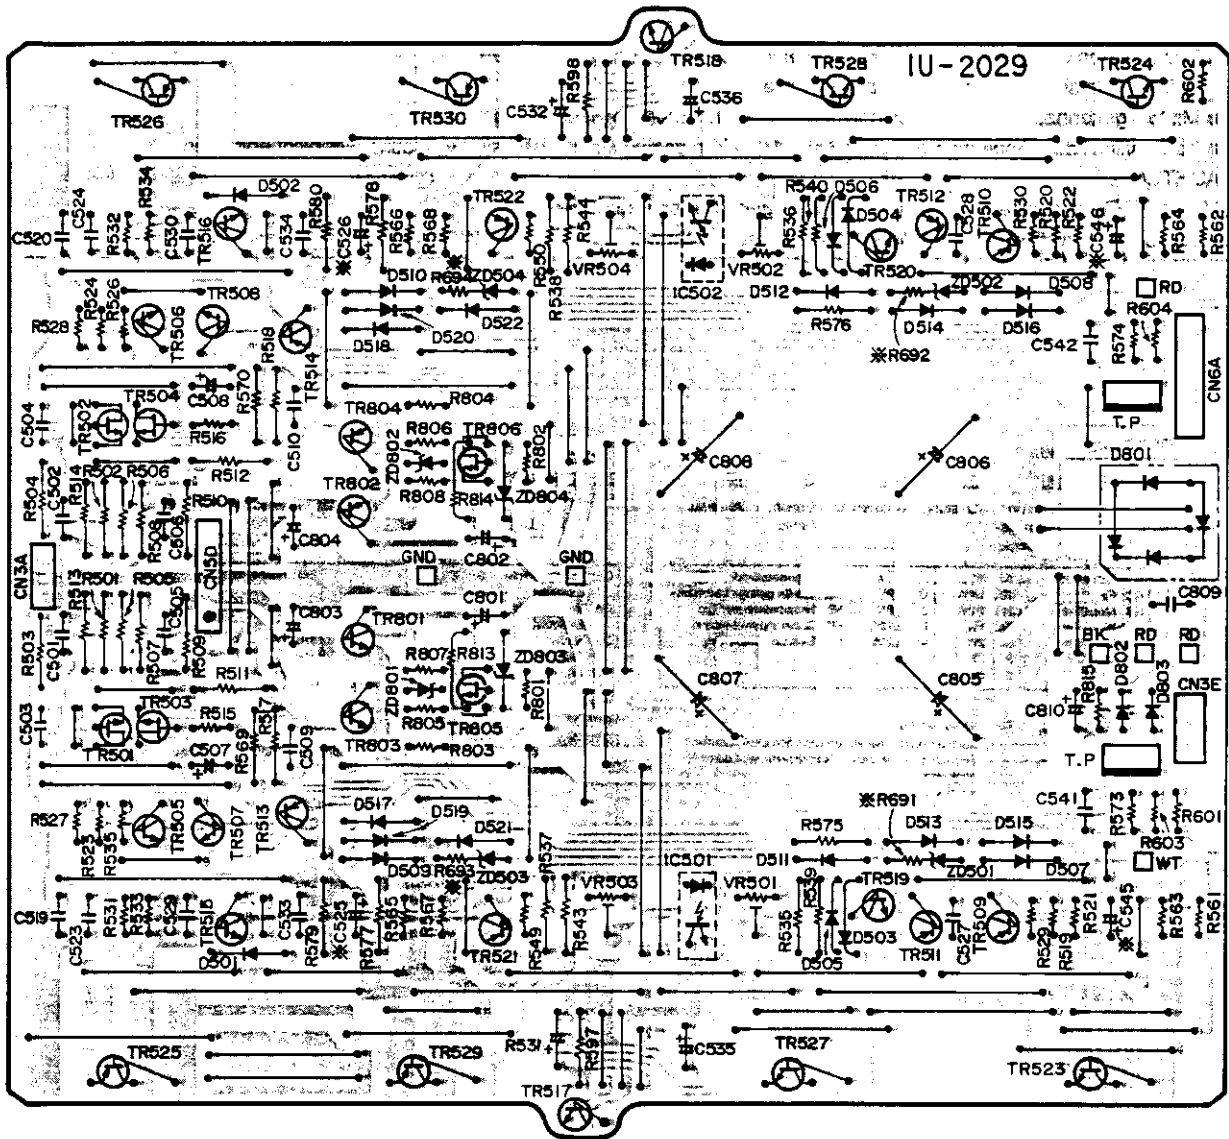 TR518
1U-2029
TR526
TR530
C532
R598
C536
TR528
TR524
R602
C520
C524
R532
R534
C530
TR516
D502
C534
R580
※C526
R578
R566
R568
TR522
R550
R538
R544
VR504
IC502
VR502
R536
R540
D506
D504
TR520
TR512
C528
TR510
R530
R520
R522
※C546
R564
R562
R528
R524
R526
TR506
TR508
R518
TR514
D510
R694
※
ZD504
D518
D520
D522
D512
R576
ZD502
D514
※R692
D508
D516
RD
C542
R574
R604
CN6A
C504
TR502
TR504
C508
R516
R570
C510
R512
TR804
R804
ZD802
R806
TR806
R808
R802
R814
ZD804
TR802
C808
C806
T.P
D801
R504
C502
R514
R502
R506
R508
C506
R510
CN5D
C804
C802
GND
GND
CN3A
R513
R501
R505
C505
C803
C801
C809
R503
C501
R507
R509
R511
TR801
R807
R813
ZD803
ZD801
R805
TR805
R801
C807
C805
BK
RD
RD
D802
D803
R815
C810
CN3E
C503
TR501
TR503
R515
C507
R517
R569
C509
TR803
R803
T.P
R527
R523
R535
TR505
TR507
TR513
D517
D519
D521
D509
R693
※
ZD503
R537
IC501
D511
R575
※R691
D513
D515
ZD501
D507
C541
R573
R601
R603
WT
C519
C523
R531
R533
C529
TR515
D501
C533
R579
※C525
R577
R565
R567
TR521
R549
R543
VR503
VR501
R535
R539
D503
D505
TR519
TR511
C527
TR509
R529
R519
R521
※C545
R563
R561
TR525
TR529
R531
R597
C535
TR527
TR523
TR517